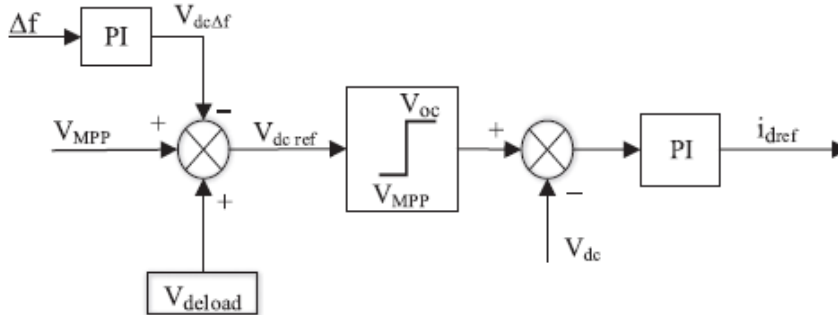 Δf
PI
V_dcΔf
−
V_MPP
+
V_dc ref
+
V_deload
V_oc
V_MPP
+
−
V_dc
PI
i_dref